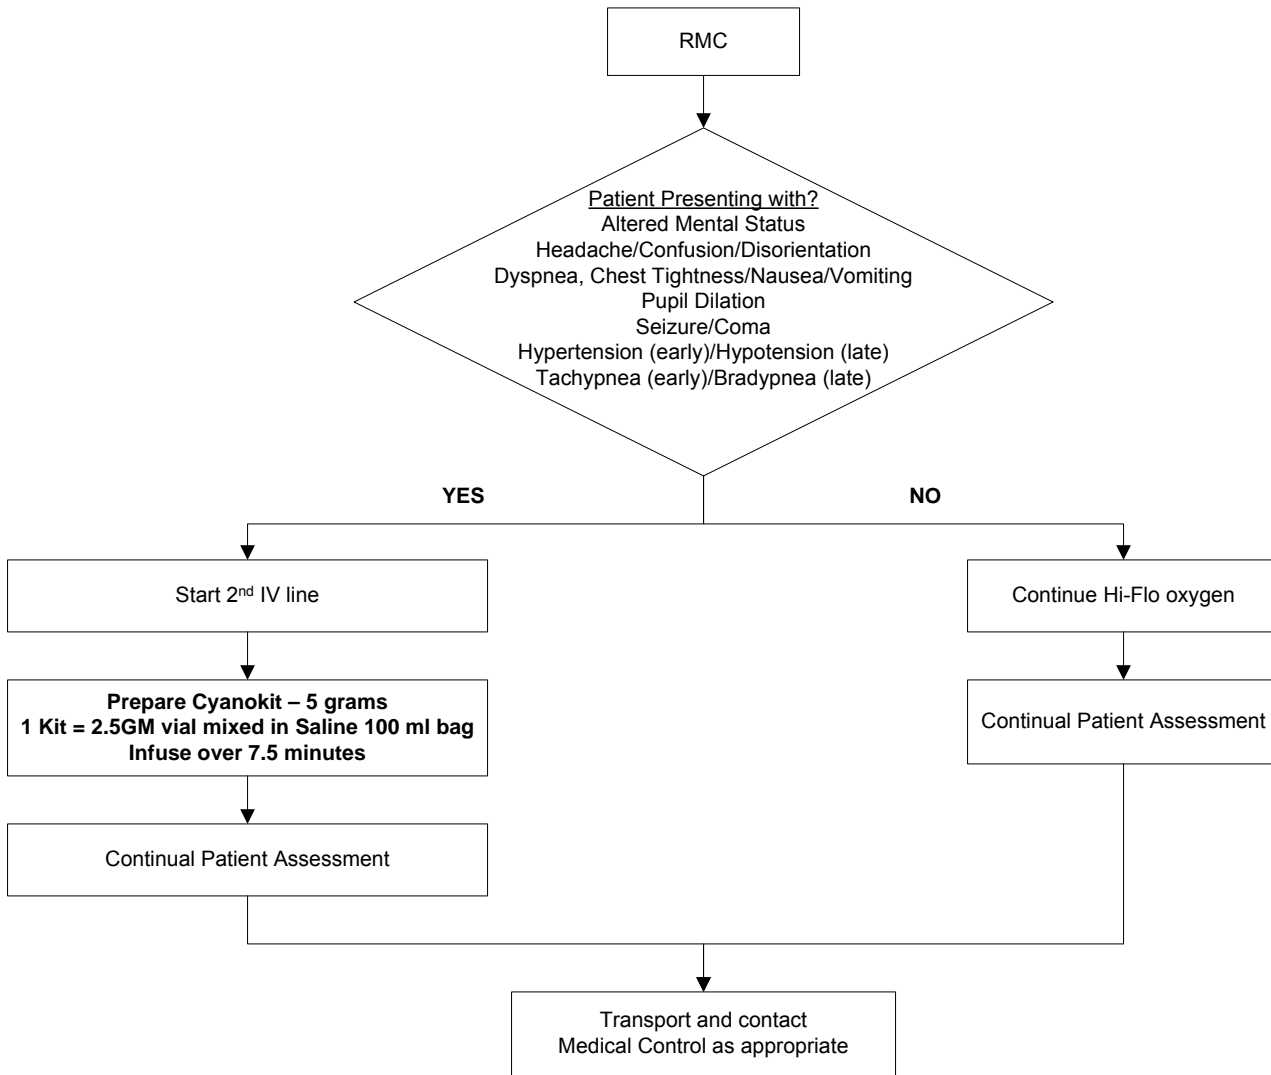 RMC
Patient Presenting with?
Altered Mental Status
Headache/Confusion/Disorientation
Dyspnea, Chest Tightness/Nausea/Vomiting
Pupil Dilation
Seizure/Coma
Hypertension (early)/Hypotension (late)
Tachypnea (early)/Bradypnea (late)
YES
NO
Start 2nd IV line
Continue Hi-Flo oxygen
Prepare Cyanokit – 5 grams
1 Kit = 2.5GM vial mixed in Saline 100 ml bag
Infuse over 7.5 minutes
Continual Patient Assessment
Continual Patient Assessment
Transport and contact
Medical Control as appropriate